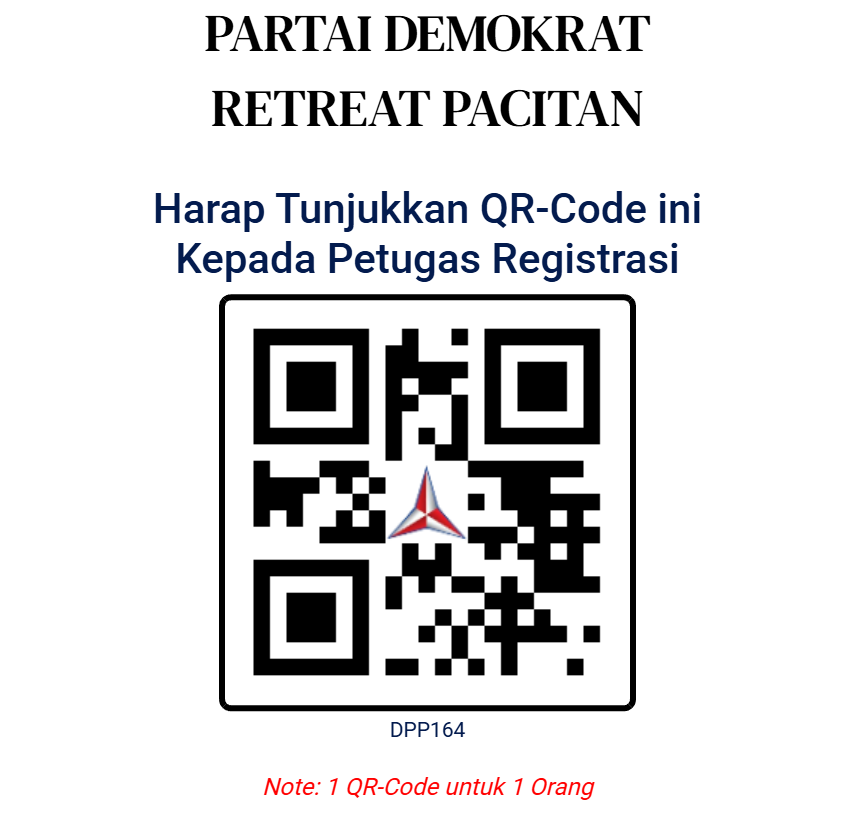 PARTAI DEMOKRAT
RETREAT PACITAN
Harap Tunjukkan QR-Code ini
Kepada Petugas Registrasi
DPP164
Note: 1 QR-Code untuk 1 Orang